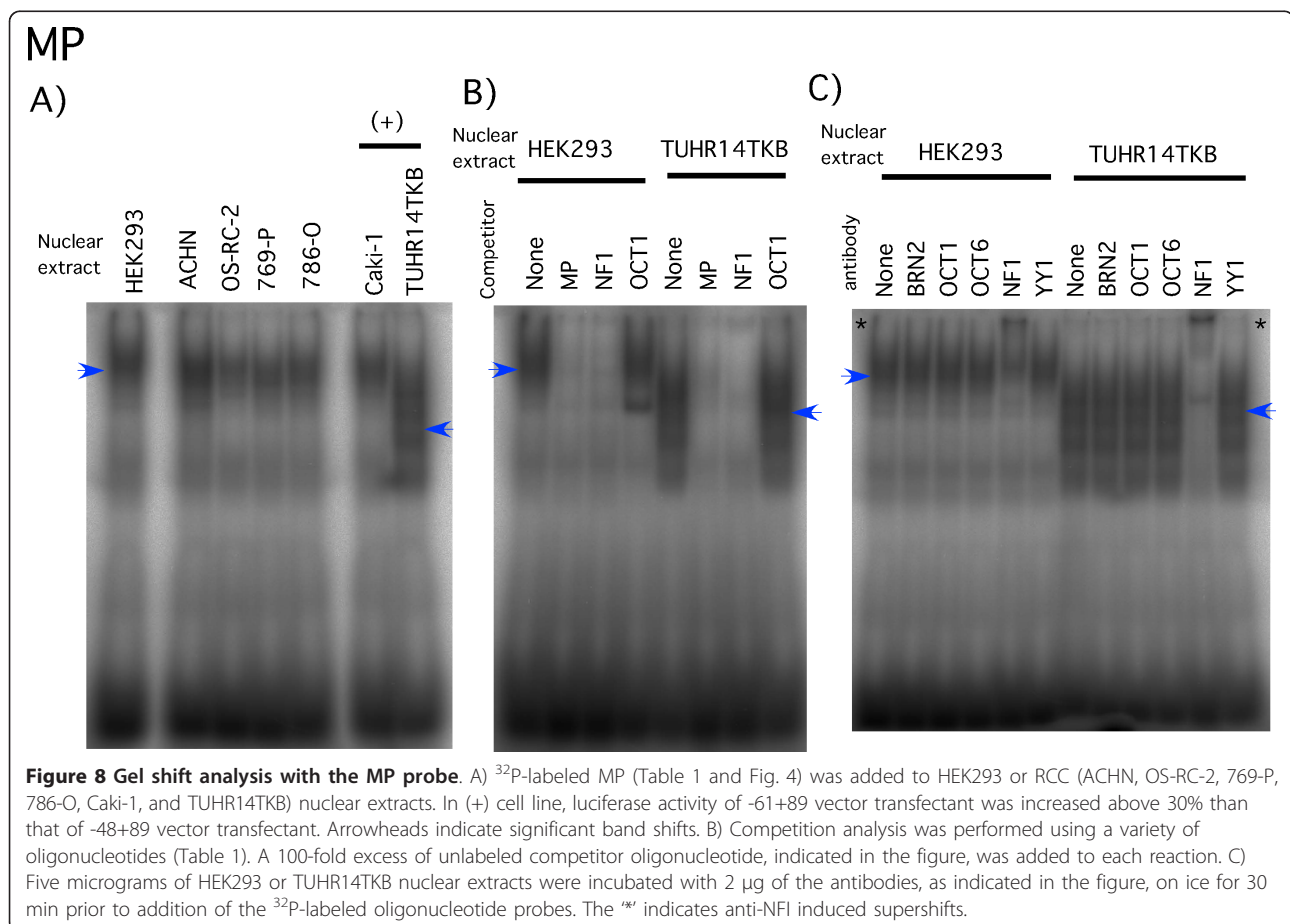 MP
A)
(+)
Nuclear
extract
HEK293
ACHN
OS-RC-2
769-P
786-O
Caki-1
TUHR14TKB
B)
Nuclear
extract
HEK293
TUHR14TKB
Competitor
None
MP
NF1
OCT1
None
MP
NF1
OCT1
C)
Nuclear
extract
HEK293
TUHR14TKB
antibody
None
BRN2
OCT1
OCT6
NF1
YY1
None
BRN2
OCT1
OCT6
NF1
YY1
*
*
Figure 8 Gel shift analysis with the MP probe. A) ³²P-labeled MP (Table 1 and Fig. 4) was added to HEK293 or RCC (ACHN, OS-RC-2, 769-P,
786-O, Caki-1, and TUHR14TKB) nuclear extracts. In (+) cell line, luciferase activity of -61+89 vector transfectant was increased above 30% than
that of -48+89 vector transfectant. Arrowheads indicate significant band shifts. B) Competition analysis was performed using a variety of
oligonucleotides (Table 1). A 100-fold excess of unlabeled competitor oligonucleotide, indicated in the figure, was added to each reaction. C)
Five micrograms of HEK293 or TUHR14TKB nuclear extracts were incubated with 2 μg of the antibodies, as indicated in the figure, on ice for 30
min prior to addition of the ³²P-labeled oligonucleotide probes. The '*' indicates anti-NFI induced supershifts.